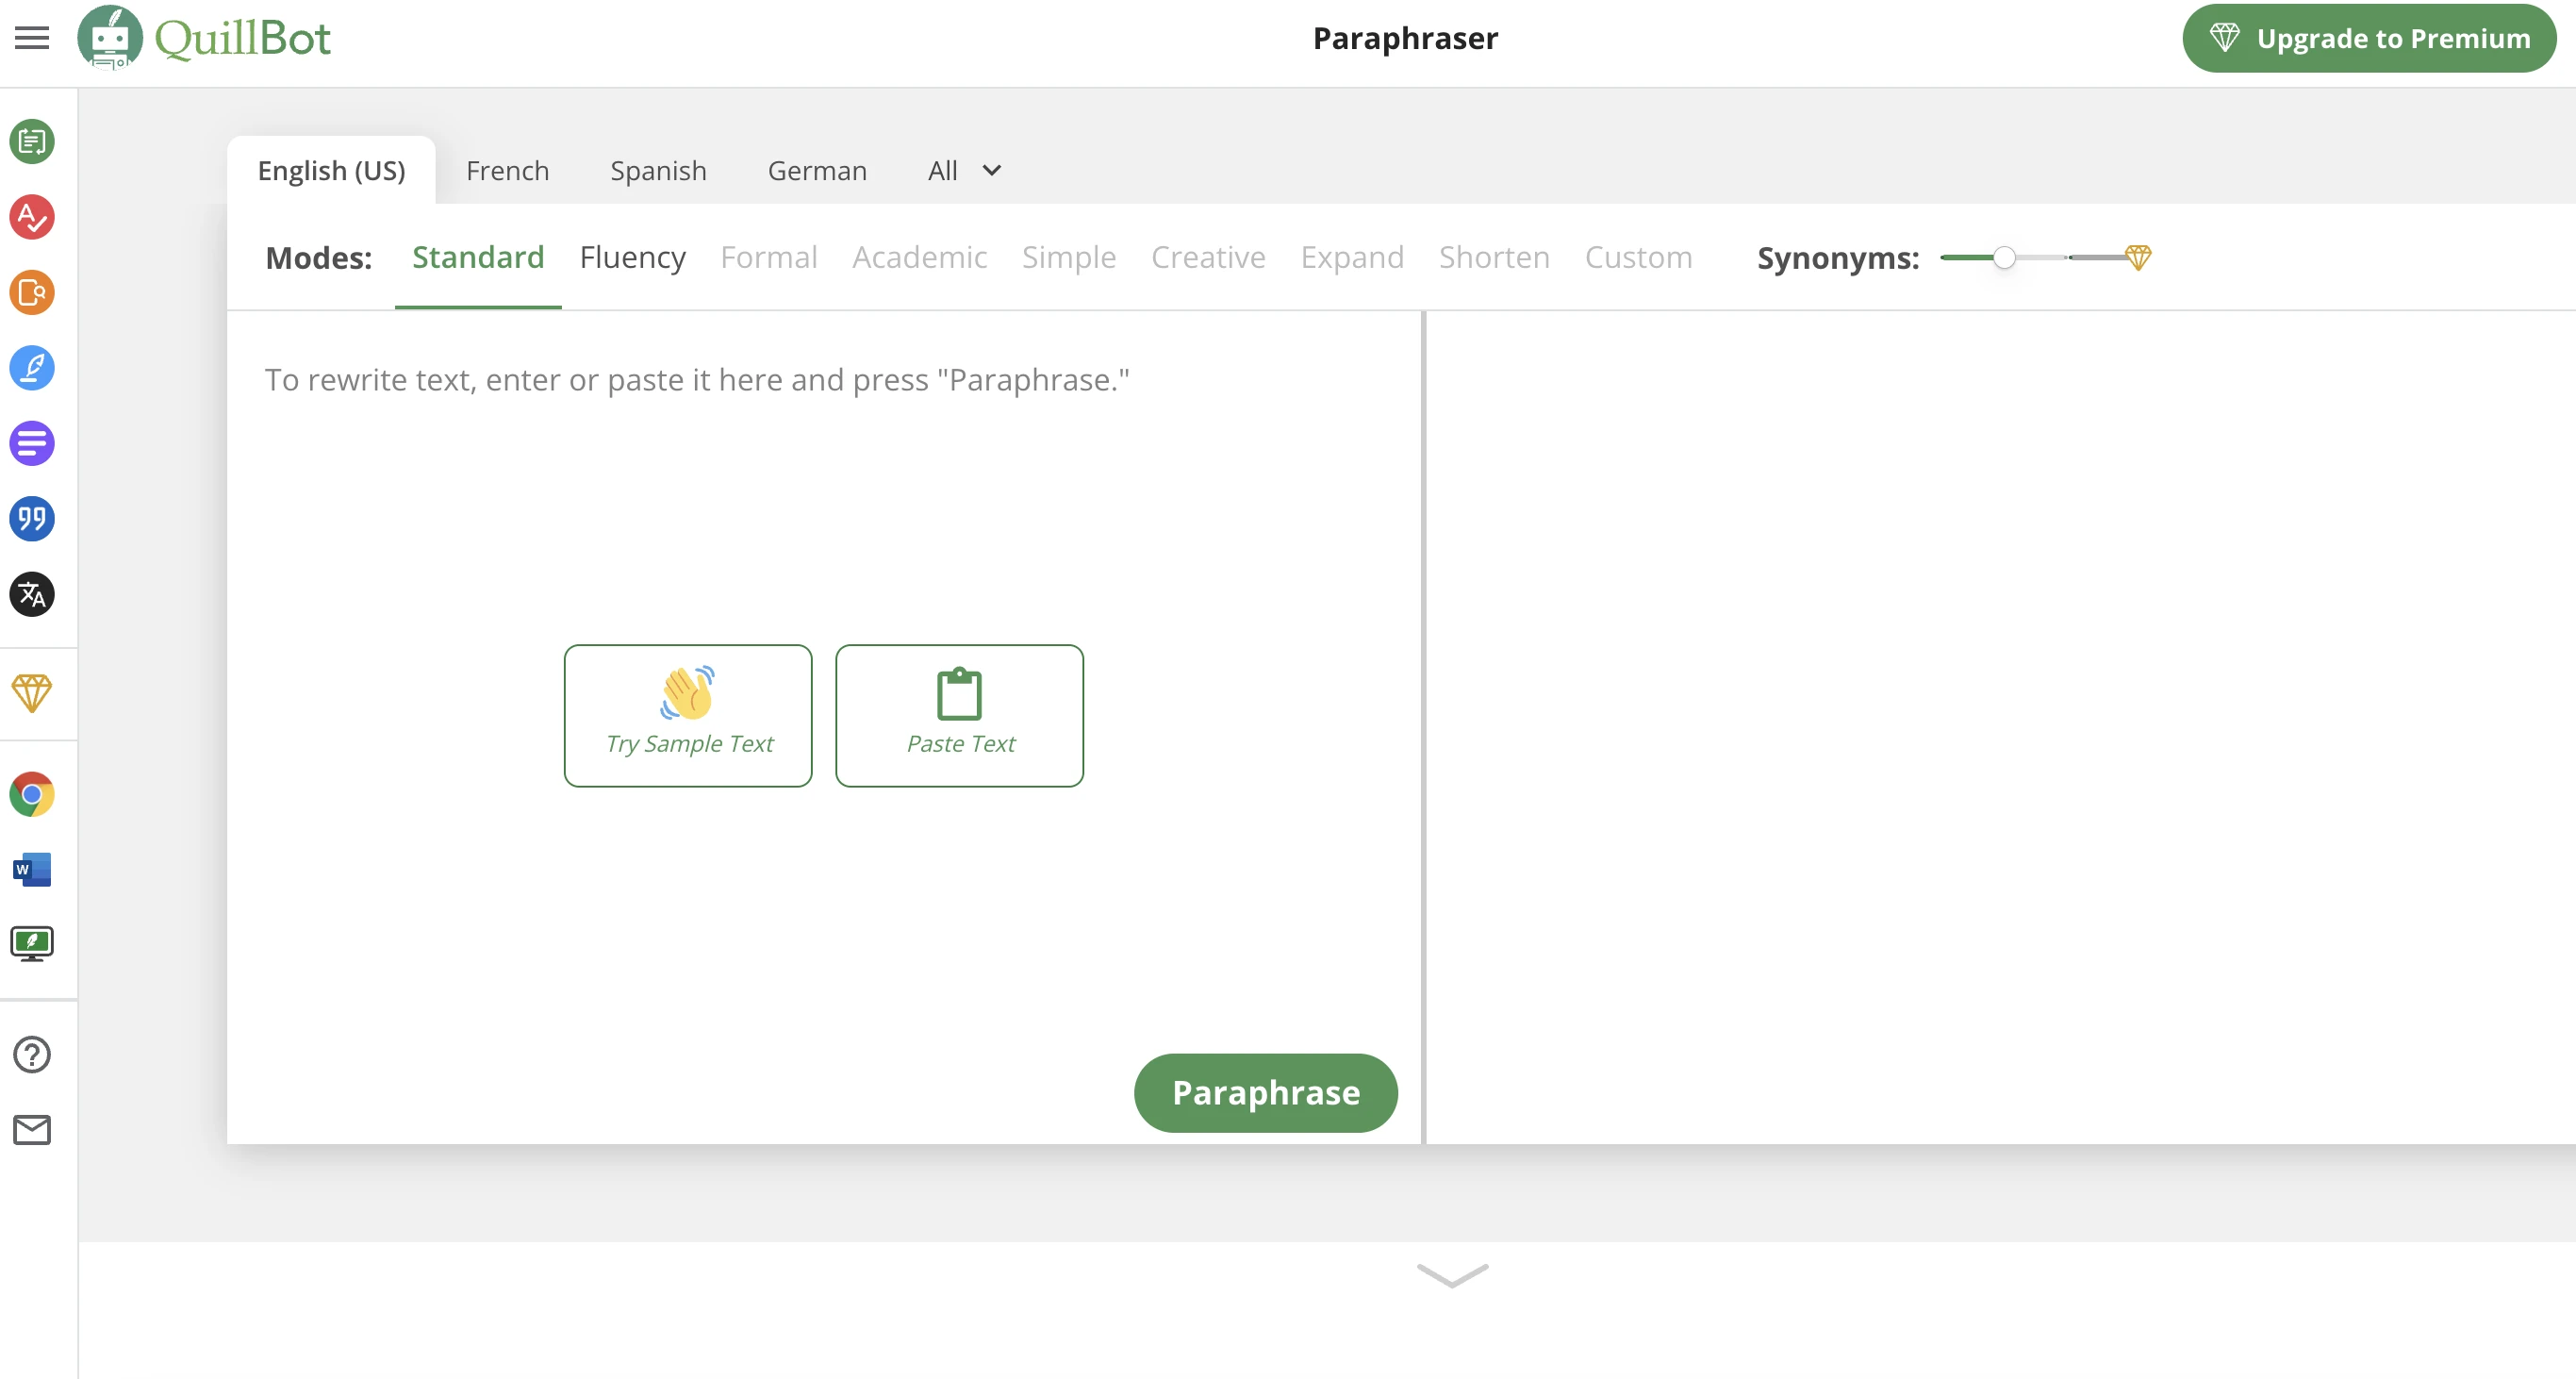 QuillBot
Paraphraser
Upgrade to Premium
English (US) French Spanish German All
Modes: Standard Fluency Formal Academic Simple Creative Expand Shorten Custom Synonyms:
To rewrite text, enter or paste it here and press "Paraphrase."
Try Sample Text Paste Text
Paraphrase